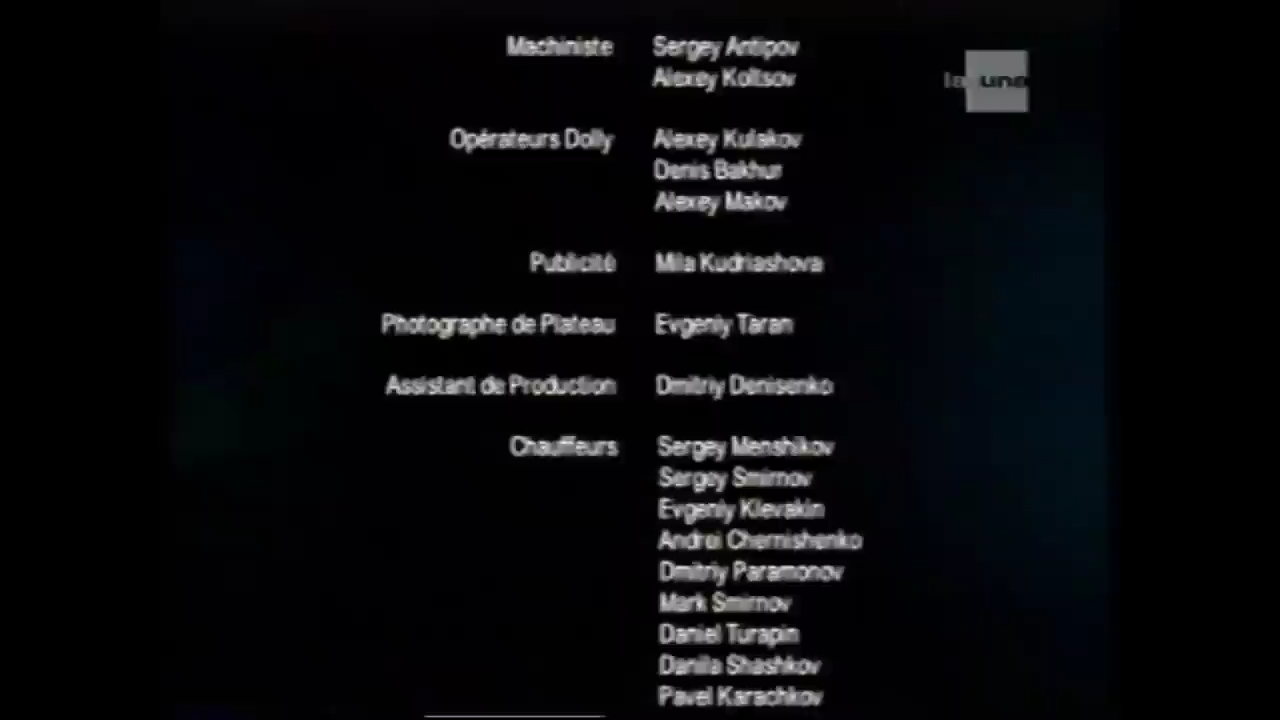 Machiniste Sergey Antipov
Alexey Koltsov
la une
Opérateurs Dolly Alexey Kulakov
Denis Bakhur
Alexey Makov
Publicité Mila Kudriashova
Photographe de Plateau Evgeniy Taran
Assistant de Production Dmitriy Denisenko
Chauffeurs Sergey Menshikov
Sergey Smirnov
Evgeniy Klevakin
Andrei Chernishenko
Dmitriy Paramonov
Mark Smirnov
Daniel Turapin
Danila Shashkov
Pavel Karachkov